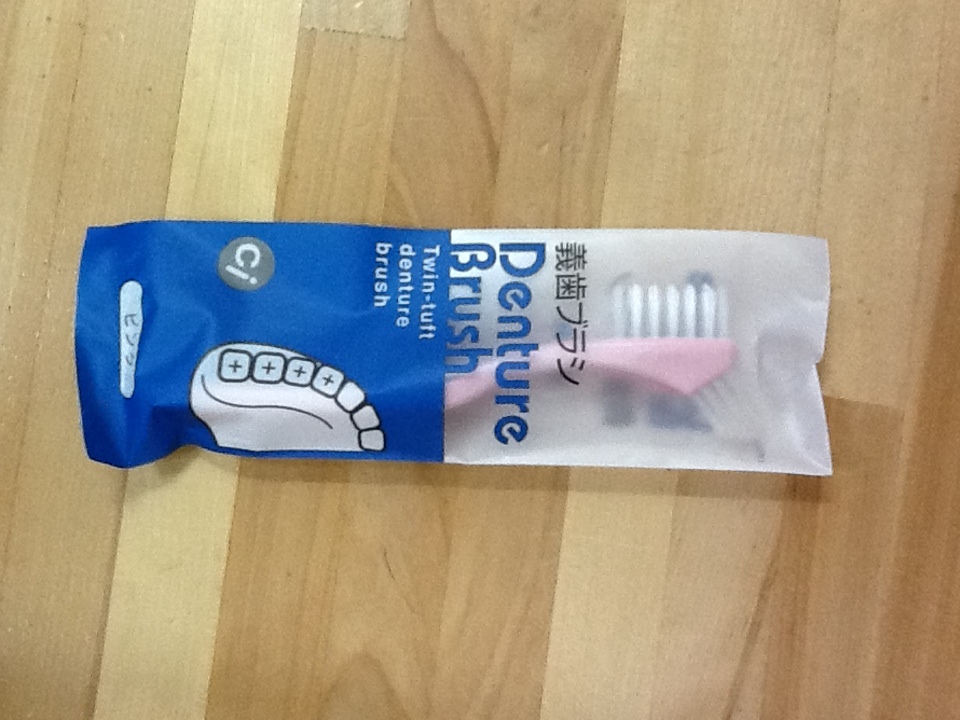 義歯ブラシ
Denture
Brush
Twin-tuft
denture
brush
Ci
ピンク